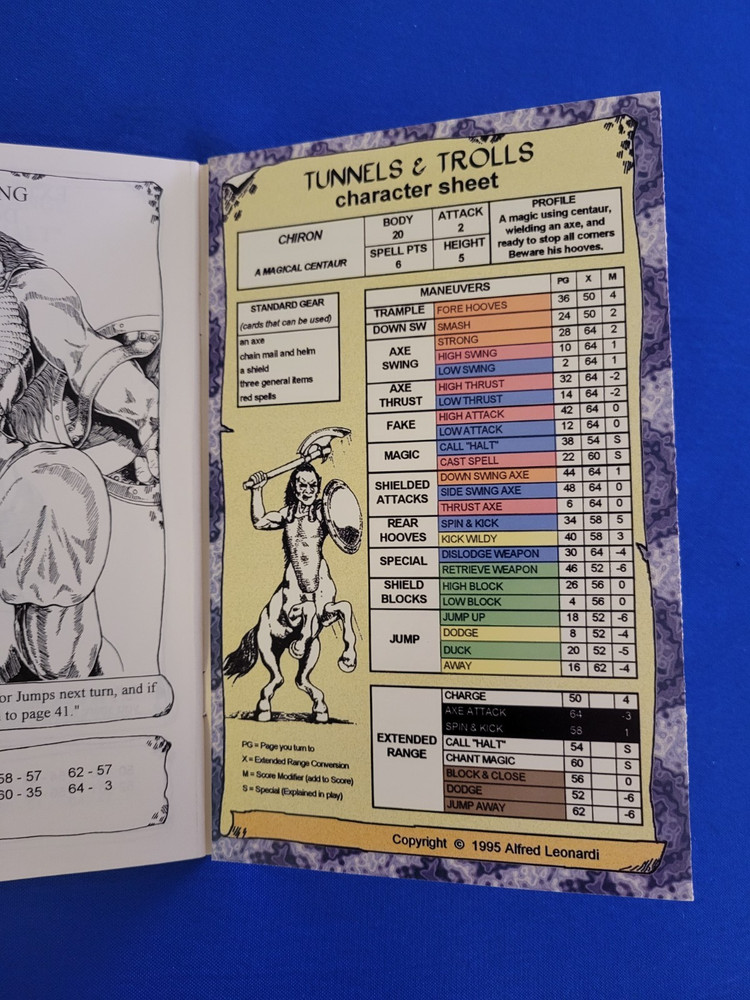 NG
or Jumps next turn, and if
to page 41."
58 - 57 62 - 57
60 - 35 64 - 3
TUNNELS & TROLLS
character sheet
CHIRON
A MAGICAL CENTAUR
BODY
20
ATTACK
2
SPELL PTS
6
HEIGHT
5
PROFILE
A magic using centaur,
wielding an axe, and
ready to stop all comers
Beware his hooves.
STANDARD GEAR
(cards that can be used)
an axe
chain mail and helm
a shield
three general items
red spells
MANEUVERS PG X M
TRAMPLE FORE HOOVES 36 50 4
DOWN SW SMASH 24 50 2
AXE SWING STRONG 28 64 2
HIGH SWING 10 64 1
LOW SWING 2 64 1
AXE THRUST HIGH THRUST 32 64 -2
LOW THRUST 14 64 -2
FAKE HIGH ATTACK 42 64 0
LOW ATTACK 12 64 0
MAGIC CALL "HALT" 38 54 S
CAST SPELL 22 60 S
SHIELDED ATTACKS DOWN SWING AXE 44 64 1
SIDE SWING AXE 48 64 0
THRUST AXE 6 64 0
REAR HOOVES SPIN & KICK 34 58 5
KICK WILDY 40 58 3
SPECIAL DISLODGE WEAPON 30 64 -4
RETRIEVE WEAPON 46 52 -6
SHIELD BLOCKS HIGH BLOCK 26 56 0
LOW BLOCK 4 56 0
JUMP JUMP UP 18 52 -6
DODGE 8 52 -4
DUCK 20 52 -5
AWAY 16 62 -4
EXTENDED RANGE CHARGE 50 4
AXE ATTACK 64 -3
SPIN & KICK 58 1
CALL "HALT" 54 S
CHANT MAGIC 60 S
BLOCK & CLOSE 56 0
DODGE 52 -6
JUMP AWAY 62 -6
PG = Page you turn to
X = Extended Range Conversion
M = Score Modifier (add to Score)
S = Special (Explained in play)
Copyright © 1995 Alfred Leonardi